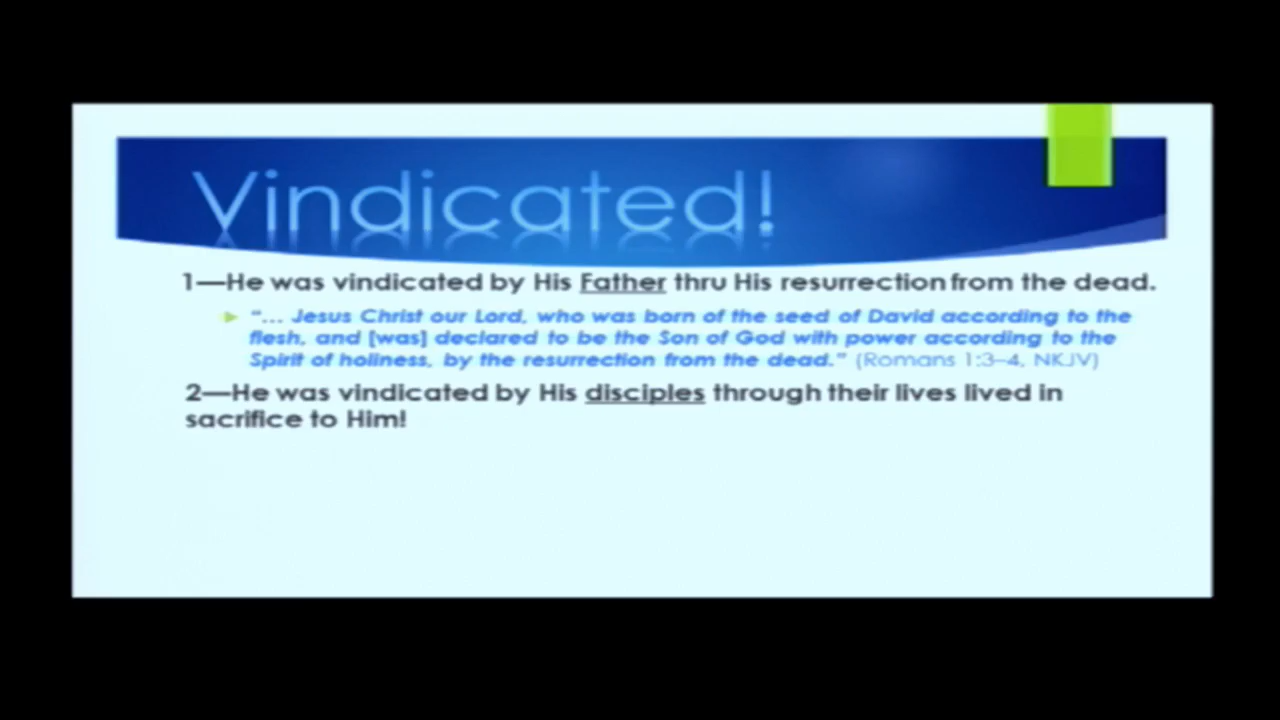 Vindicated!
1—He was vindicated by His Father thru His resurrection from the dead.
"... Jesus Christ our Lord, who was born of the seed of David according to the
flesh, and [was] declared to be the Son of God with power according to the
Spirit of holiness, by the resurrection from the dead." (Romans 1:3–4, NKJV)
2—He was vindicated by His disciples through their lives lived in
sacrifice to Him!